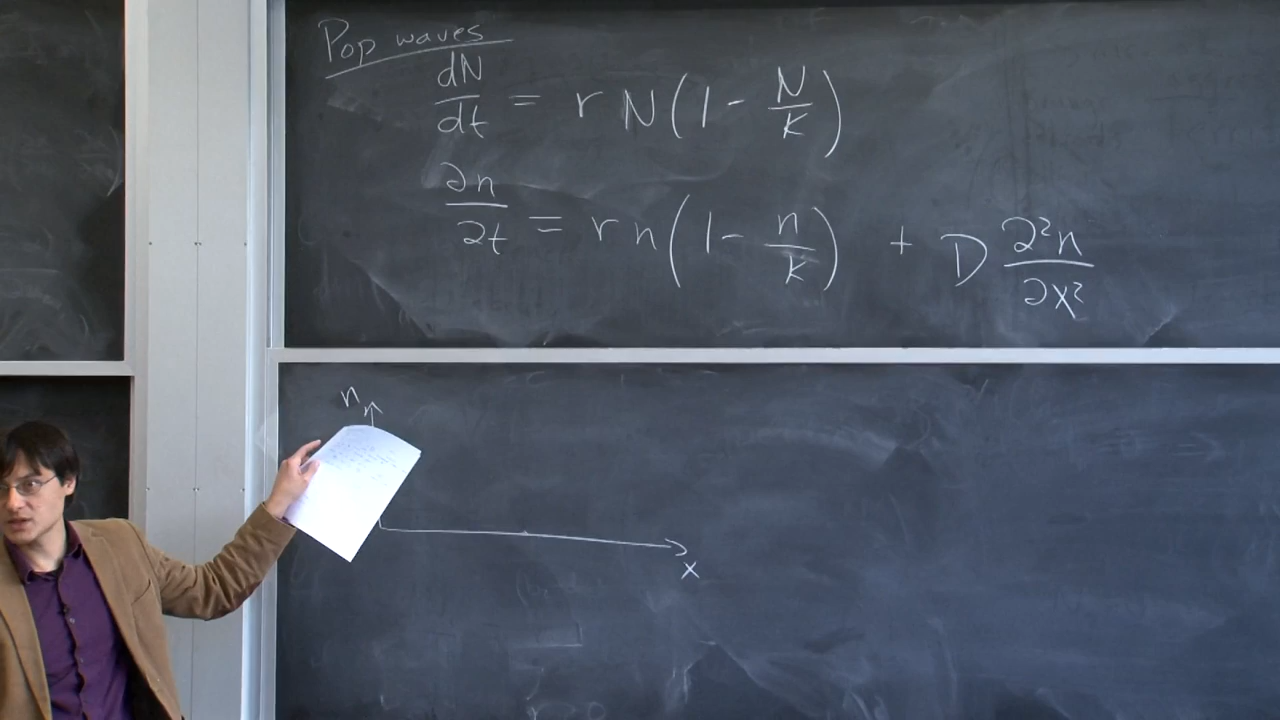 Pop waves
dN/dt = r N(1 - N/K)
∂n/∂t = r n(1 - n/k) + D ∂²n/∂x²
n
x